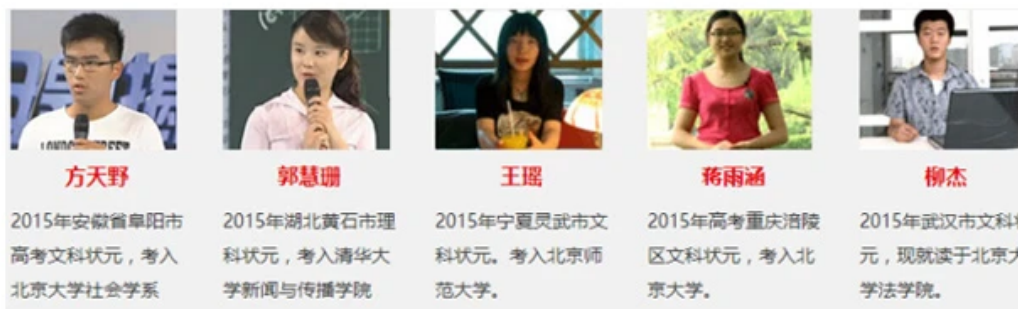 方天野
2015年安徽省阜阳市
高考文科状元，考入
北京大学社会学系
郭慧珊
2015年湖北黄石市理
科状元，考入清华大
学新闻与传播学院
王瑶
2015年宁夏灵武市文
科状元。考入北京师
范大学。
蒋雨涵
2015年高考重庆涪陵
区文科状元，考入北
京大学。
柳杰
2015年武汉市文科状
元，现就读于北京大
学法学院。